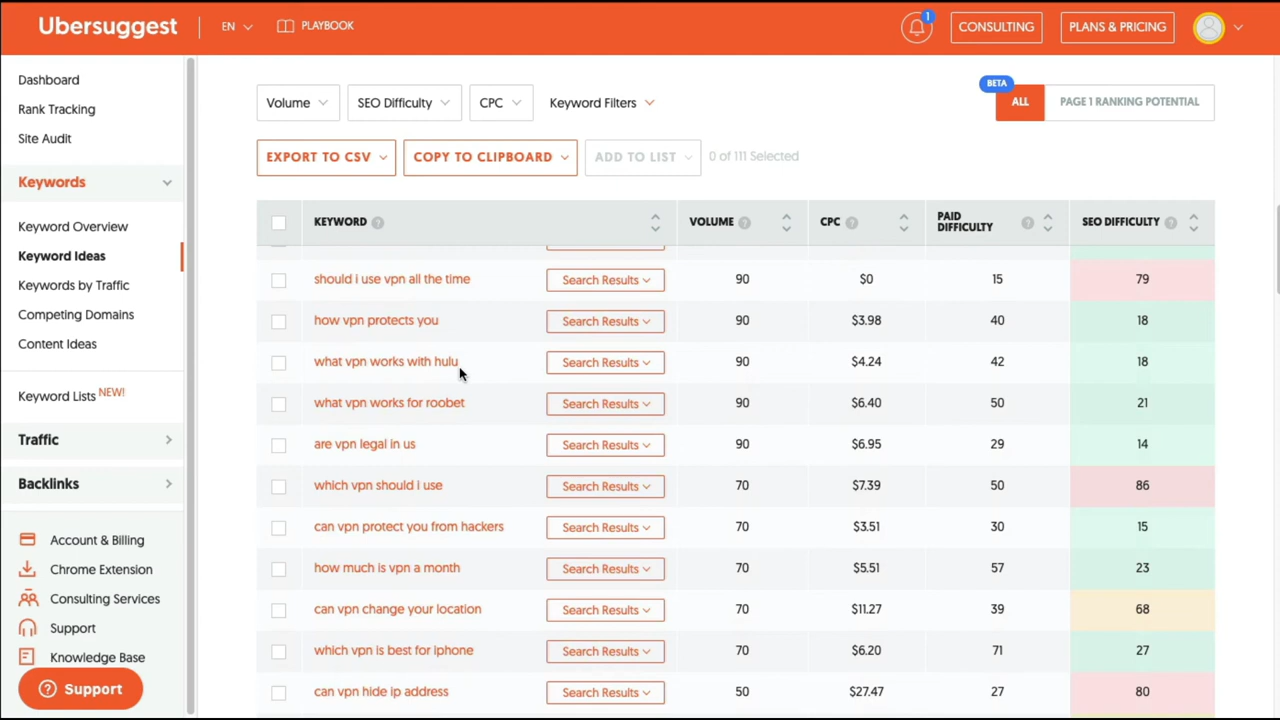 Ubersuggest
EN
PLAYBOOK
1
CONSULTING
PLANS & PRICING
Dashboard
Rank Tracking
Site Audit
Keywords
Keyword Overview
Keyword Ideas
Keywords by Traffic
Competing Domains
Content Ideas
Keyword Lists NEW!
Traffic
Backlinks
Account & Billing
Chrome Extension
Consulting Services
Support
Knowledge Base
? Support
Volume
SEO Difficulty
CPC
Keyword Filters
BETA
ALL
PAGE 1 RANKING POTENTIAL
EXPORT TO CSV
COPY TO CLIPBOARD
ADD TO LIST
0 of 111 Selected
KEYWORD ? VOLUME ? CPC ? PAID DIFFICULTY ? SEO DIFFICULTY ?
should i use vpn all the time Search Results 90 $0 15 79
how vpn protects you Search Results 90 $3.98 40 18
what vpn works with hulu Search Results 90 $4.24 42 18
what vpn works for roobet Search Results 90 $6.40 50 21
are vpn legal in us Search Results 90 $6.95 29 14
which vpn should i use Search Results 70 $7.39 50 86
can vpn protect you from hackers Search Results 70 $3.51 30 15
how much is vpn a month Search Results 70 $5.51 57 23
can vpn change your location Search Results 70 $11.27 39 68
which vpn is best for iphone Search Results 70 $6.20 71 27
can vpn hide ip address Search Results 50 $27.47 27 80